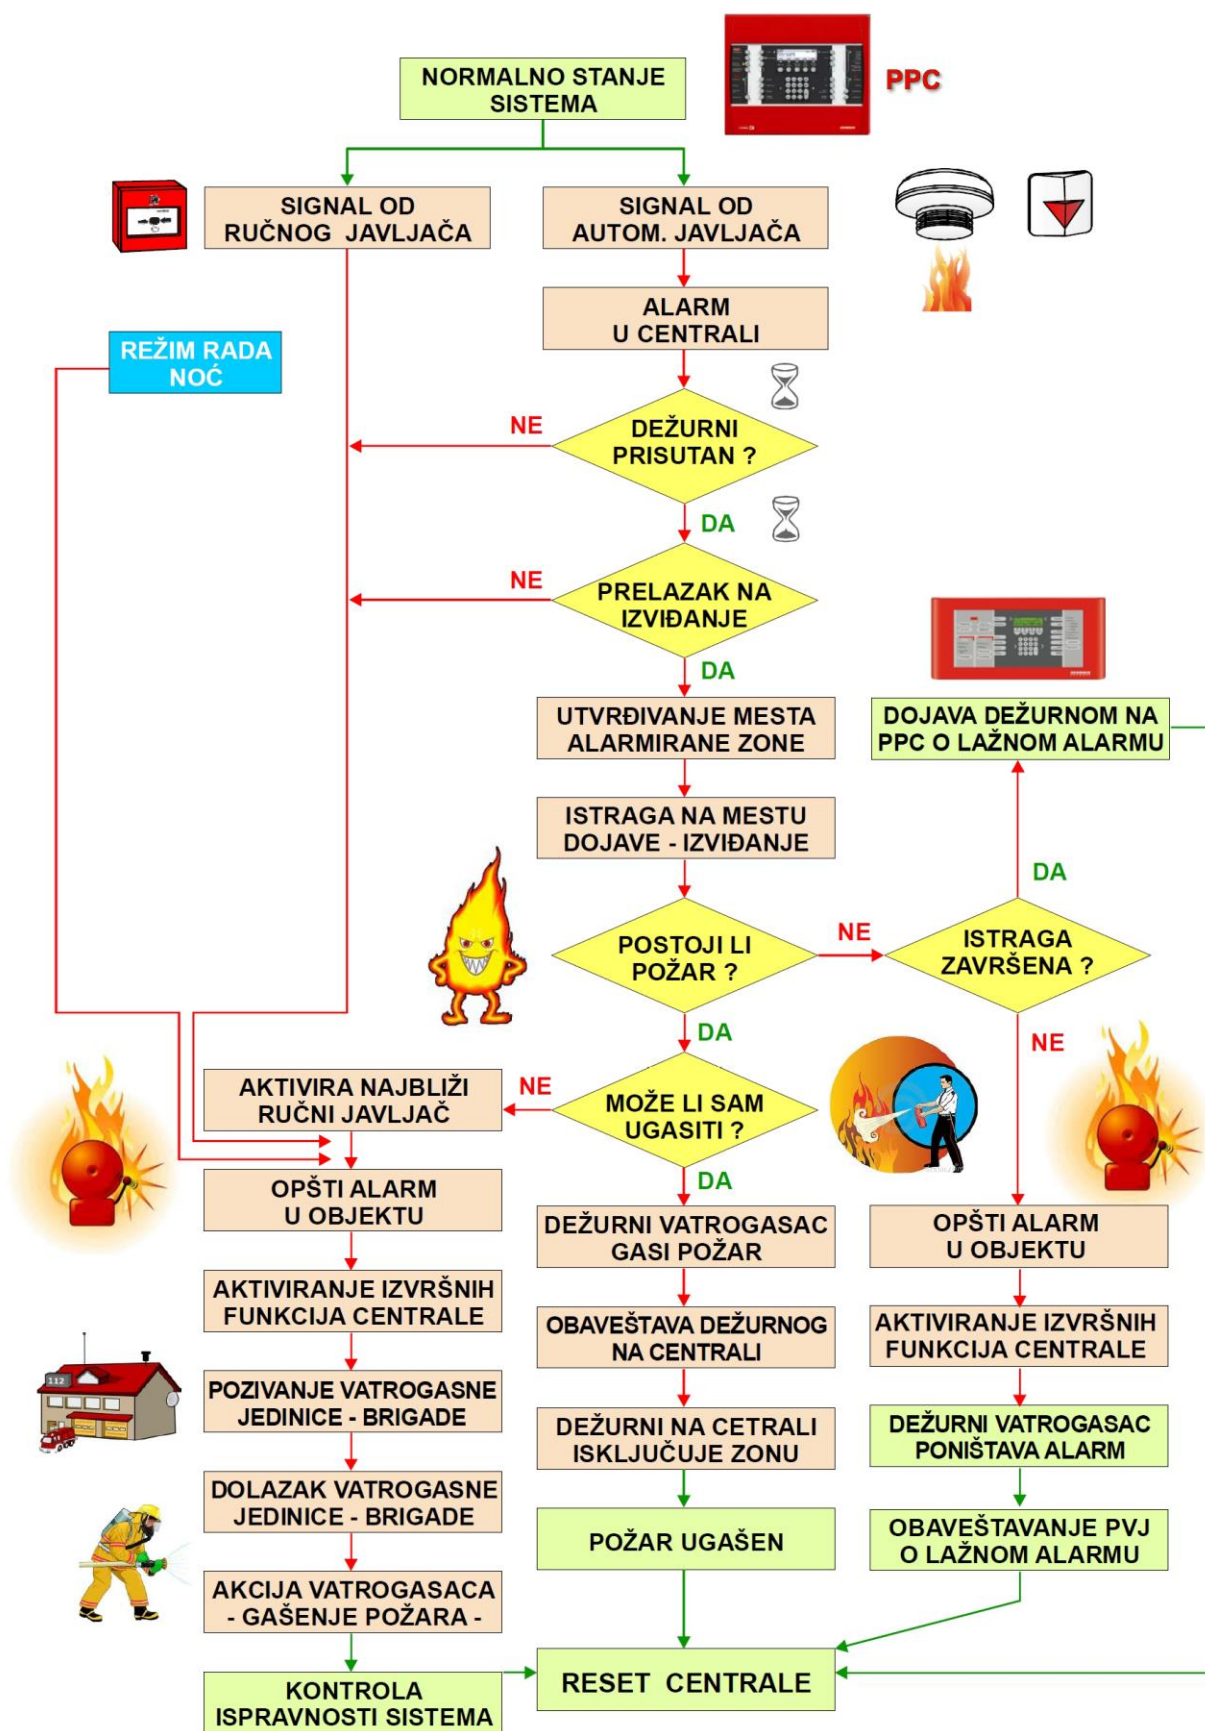 NORMALNO STANJE
SISTEMA
PPC
SIGNAL OD
RUČNOG JAVLJAČA
SIGNAL OD
AUTOM. JAVLJAČA
ALARM
U CENTRALI
REŽIM RADA
NOĆ
NE
DEŽURNI
PRISUTAN ?
DA
NE
PRELAZAK NA
IZVIĐANJE
DA
UTVRĐIVANJE MESTA
ALARMIRANE ZONE
DOJAVA DEŽURNOM NA
PPC O LAŽNOM ALARMU
ISTRAGA NA MESTU
DOJAVE - IZVIĐANJE
DA
POSTOJI LI
POŽAR ?
NE
ISTRAGA
ZAVRŠENA ?
DA
NE
AKTIVIRA NAJBLIŽI
RUČNI JAVLJAČ
NE
MOŽE LI SAM
UGASITI ?
DA
OPŠTI ALARM
U OBJEKTU
DEŽURNI VATROGASAC
GASI POŽAR
OPŠTI ALARM
U OBJEKTU
AKTIVIRANJE IZVRŠNIH
FUNKCIJA CENTRALE
OBAVEŠTAVA DEŽURNOG
NA CENTRALI
AKTIVIRANJE IZVRŠNIH
FUNKCIJA CENTRALE
112
POZIVANJE VATROGASNE
JEDINICE - BRIGADE
DEŽURNI NA CETRALI
ISKLJUČUJE ZONU
DEŽURNI VATROGASAC
PONIŠTAVA ALARM
DOLAZAK VATROGASNE
JEDINICE - BRIGADE
POŽAR UGAŠEN
OBAVEŠTAVANJE PVJ
O LAŽNOM ALARMU
AKCIJA VATROGASACA
- GAŠENJE POŽARA -
KONTROLA
ISPRAVNOSTI SISTEMA
RESET CENTRALE